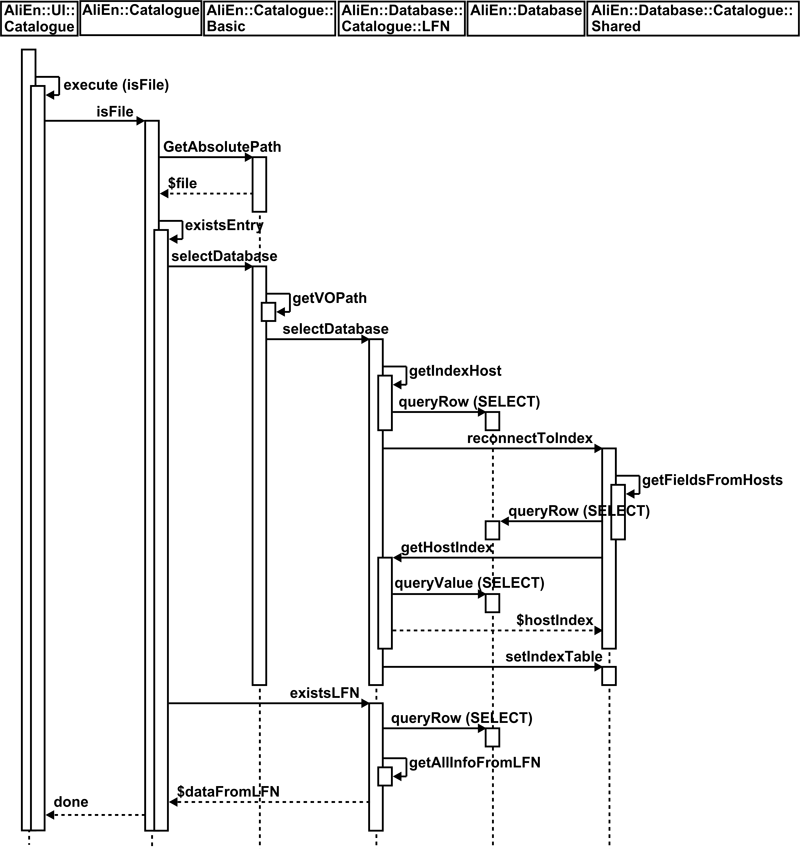 AliEn::UI::
Catalogue
AliEn::Catalogue
AliEn::Catalogue::
Basic
AliEn::Database::
Catalogue::LFN
AliEn::Database
AliEn::Database::Catalogue::
Shared
execute (isFile)
isFile
GetAbsolutePath
$file
existsEntry
selectDatabase
getVOPath
selectDatabase
getIndexHost
queryRow (SELECT)
reconnectToIndex
getFieldsFromHosts
queryRow (SELECT)
getHostIndex
queryValue (SELECT)
$hostIndex
setIndexTable
existsLFN
queryRow (SELECT)
getAllInfoFromLFN
$dataFromLFN
done